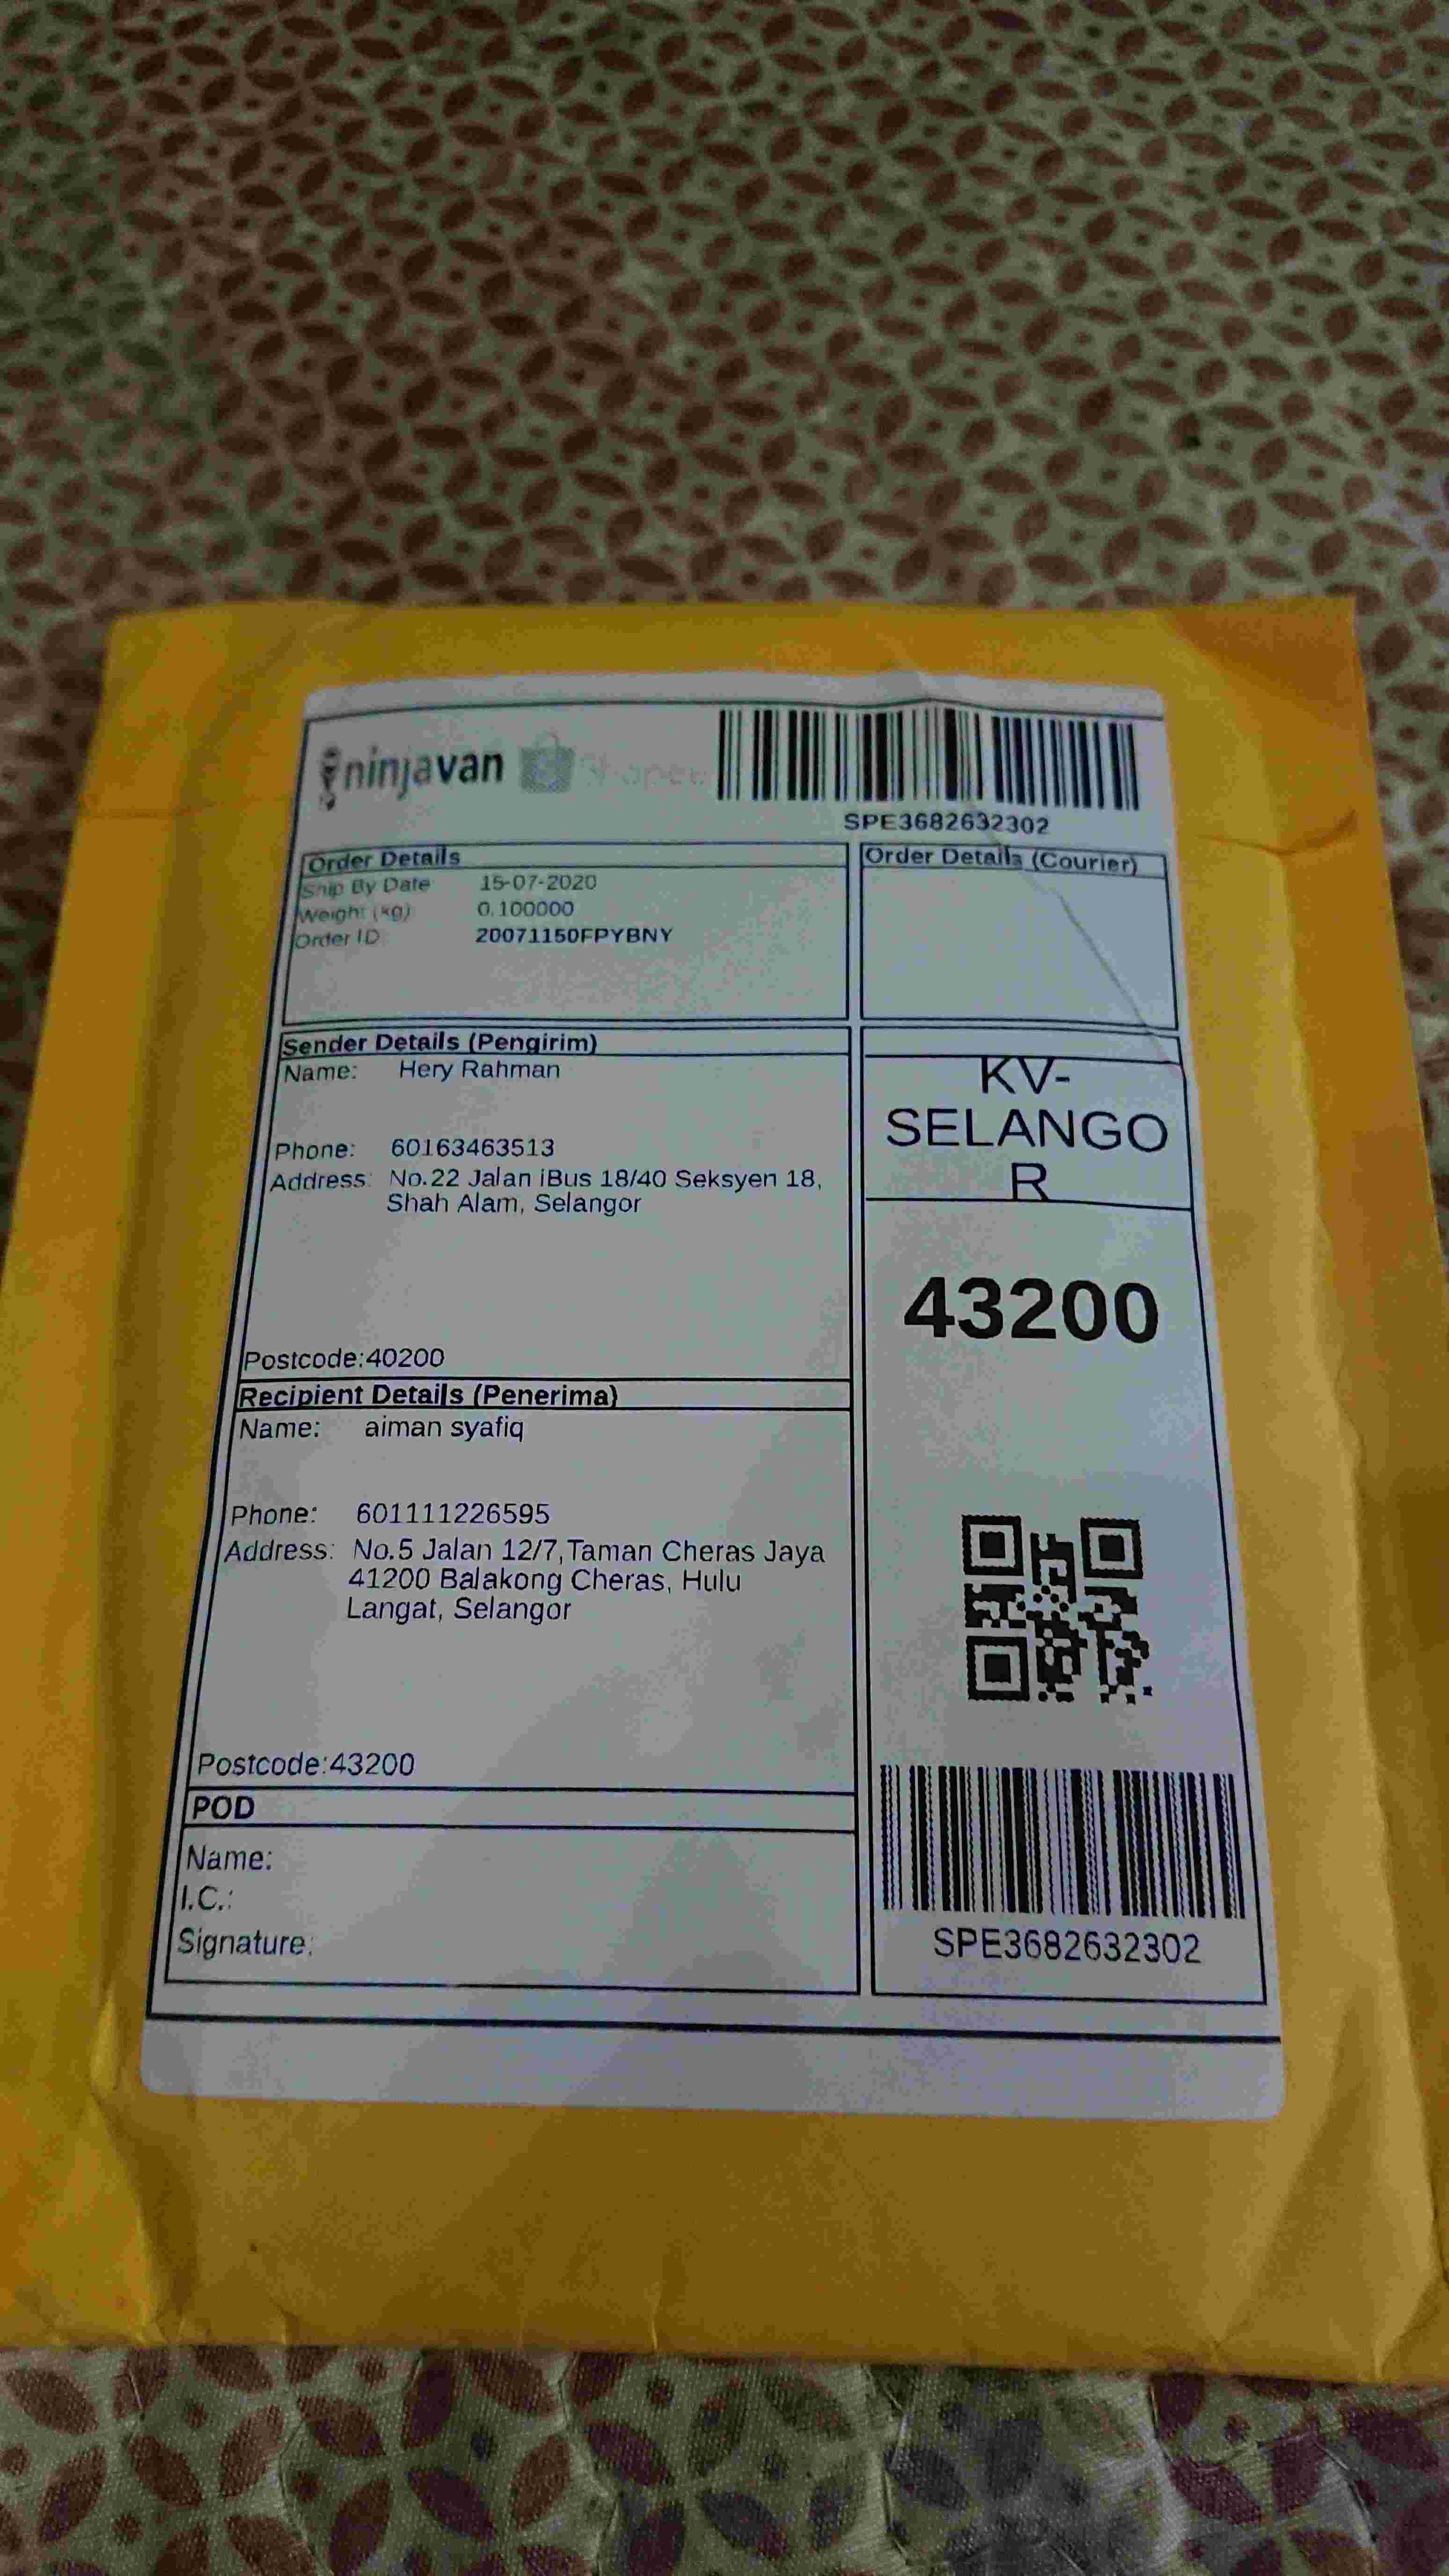 ninjavan Shopee
SPE3682632302
Order Details
Ship By Date 15-07-2020
Weight (kg) 0.100000
Order ID: 20071150FPYBNY
Order Details (Courier)
Sender Details (Pengirim)
Name: Hery Rahman
Phone: 60163463513
Address: No.22 Jalan iBus 18/40 Seksyen 18,
Shah Alam, Selangor
Postcode:40200
KV-
SELANGO
R
43200
Recipient Details (Penerima)
Name: aiman syafiq
Phone: 601111226595
Address: No.5 Jalan 12/7,Taman Cheras Jaya
41200 Balakong Cheras, Hulu
Langat, Selangor
Postcode:43200
POD
Name:
I.C.:
Signature:
SPE3682632302